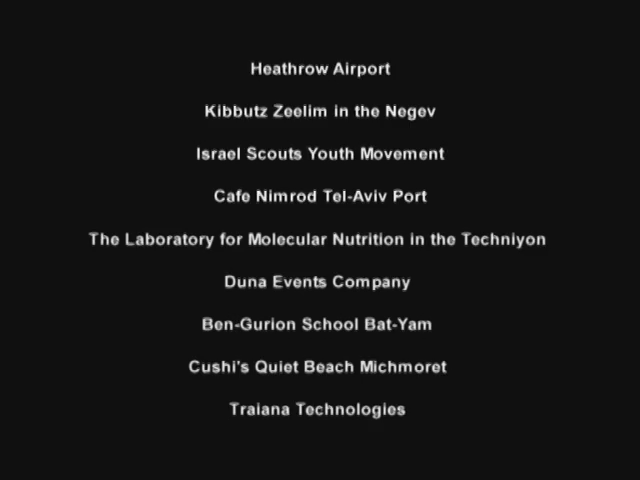 Heathrow Airport
Kibbutz Zeelim in the Negev
Israel Scouts Youth Movement
Cafe Nimrod Tel-Aviv Port
The Laboratory for Molecular Nutrition in the Techniyon
Duna Events Company
Ben-Gurion School Bat-Yam
Cushi's Quiet Beach Michmoret
Traiana Technologies